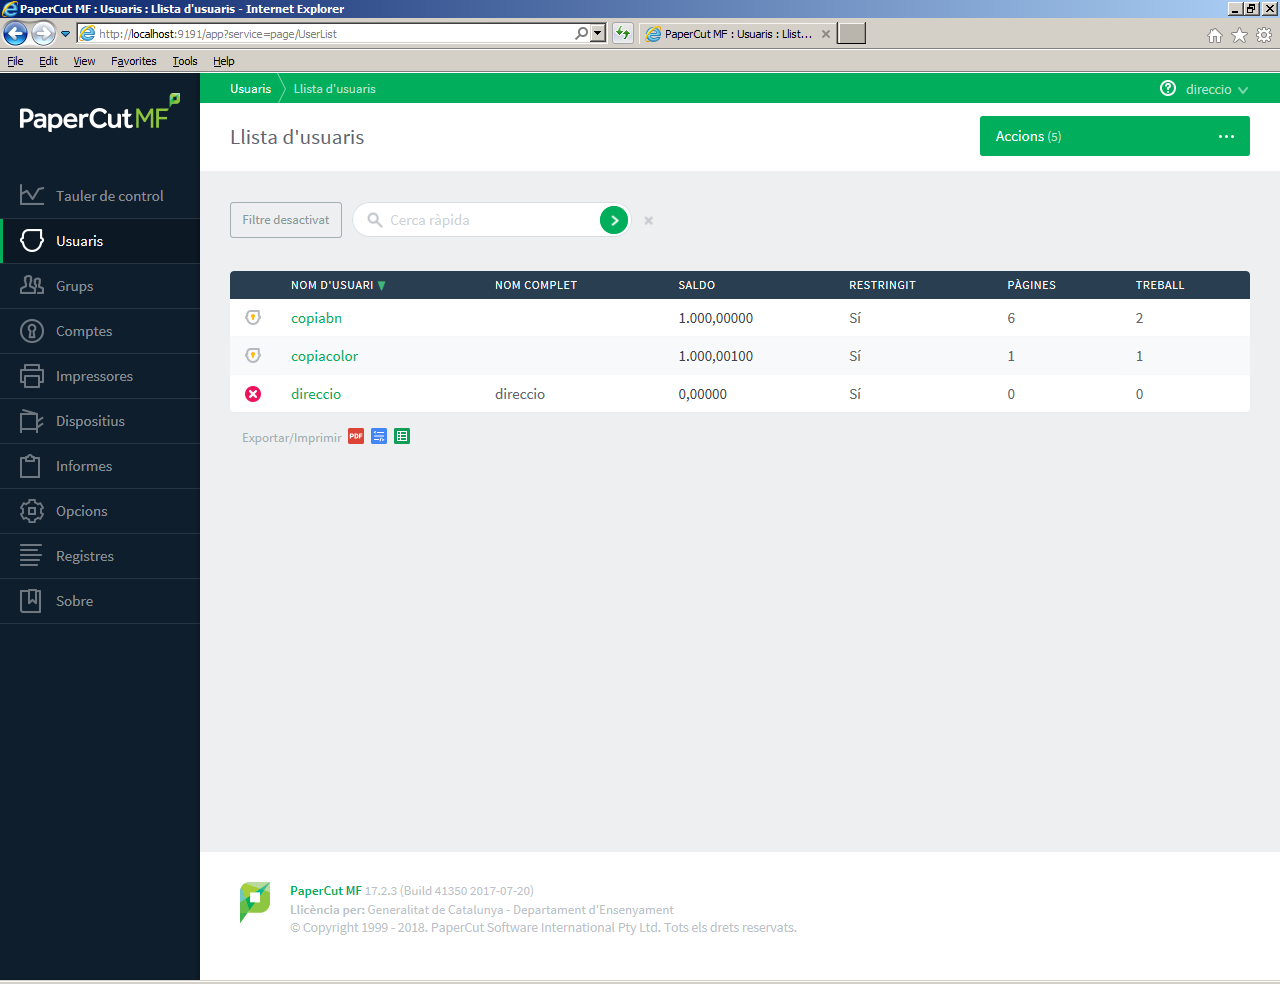 PaperCut MF : Usuaris : Llista d'usuaris - Internet Explorer
http://localhost:9191/app?service=page/UserList
PaperCut MF : Usuaris : Llist...
File Edit View Favorites Tools Help
PaperCut MF
Usuaris Llista d'usuaris
direccio
Llista d'usuaris
Accions (5)
Tauler de control
Usuaris
Grups
Comptes
Impressores
Dispositius
Informes
Opcions
Registres
Sobre
Filtre desactivat
Cerca ràpida
NOM D'USUARI NOM COMPLET SALDO RESTRINGIT PÀGINES TREBALL
copiabn 1.000,00000 Sí 6 2
copiacolor 1.000,00100 Sí 1 1
direccio direccio 0,00000 Sí 0 0
Exportar/Imprimir PDF
PaperCut MF 17.2.3 (Build 41350 2017-07-20)
Llicència per: Generalitat de Catalunya - Departament d'Ensenyament
© Copyright 1999 - 2018. PaperCut Software International Pty Ltd. Tots els drets reservats.